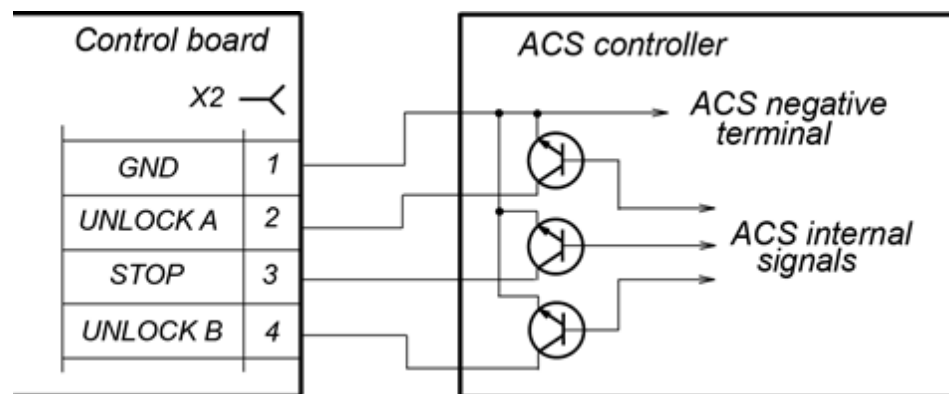 Control board
X2
GND 1
UNLOCK A 2
STOP 3
UNLOCK B 4
ACS controller
ACS negative
terminal
ACS internal
signals